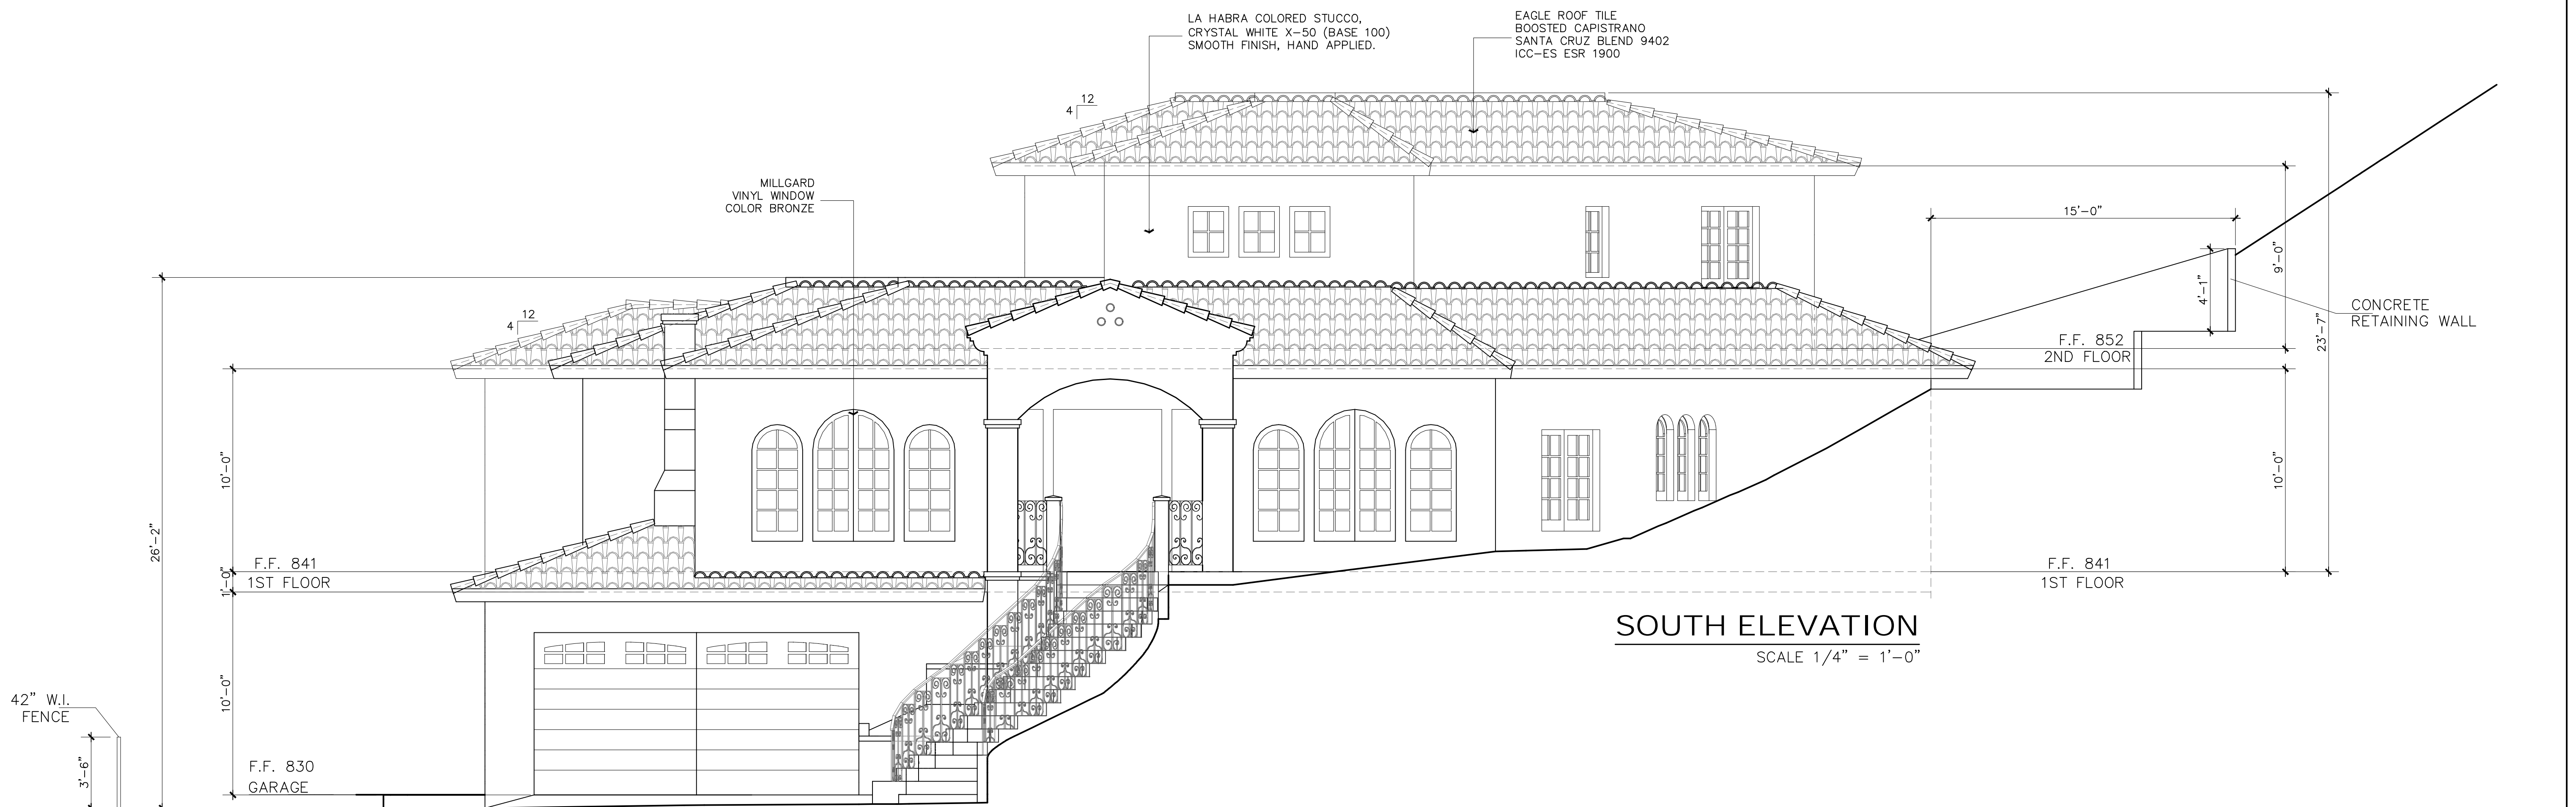 LA HABRA COLORED STUCCO,
CRYSTAL WHITE X-50 (BASE 100)
SMOOTH FINISH, HAND APPLIED.
EAGLE ROOF TILE
BOOSTED CAPISTRANO
SANTA CRUZ BLEND 9402
ICC-ES ESR 1900
12
4
MILLGARD
VINYL WINDOW
COLOR BRONZE
15'-0"
9'-0"
4'-1"
CONCRETE
RETAINING WALL
23'-7"
12
4
F.F. 852
2ND FLOOR
10'-0"
10'-0"
26'-2"
F.F. 841
1ST FLOOR
1'-0"
F.F. 841
1ST FLOOR
SOUTH ELEVATION
SCALE 1/4" = 1'-0"
10'-0"
42" W.I.
FENCE
3'-6"
F.F. 830
GARAGE